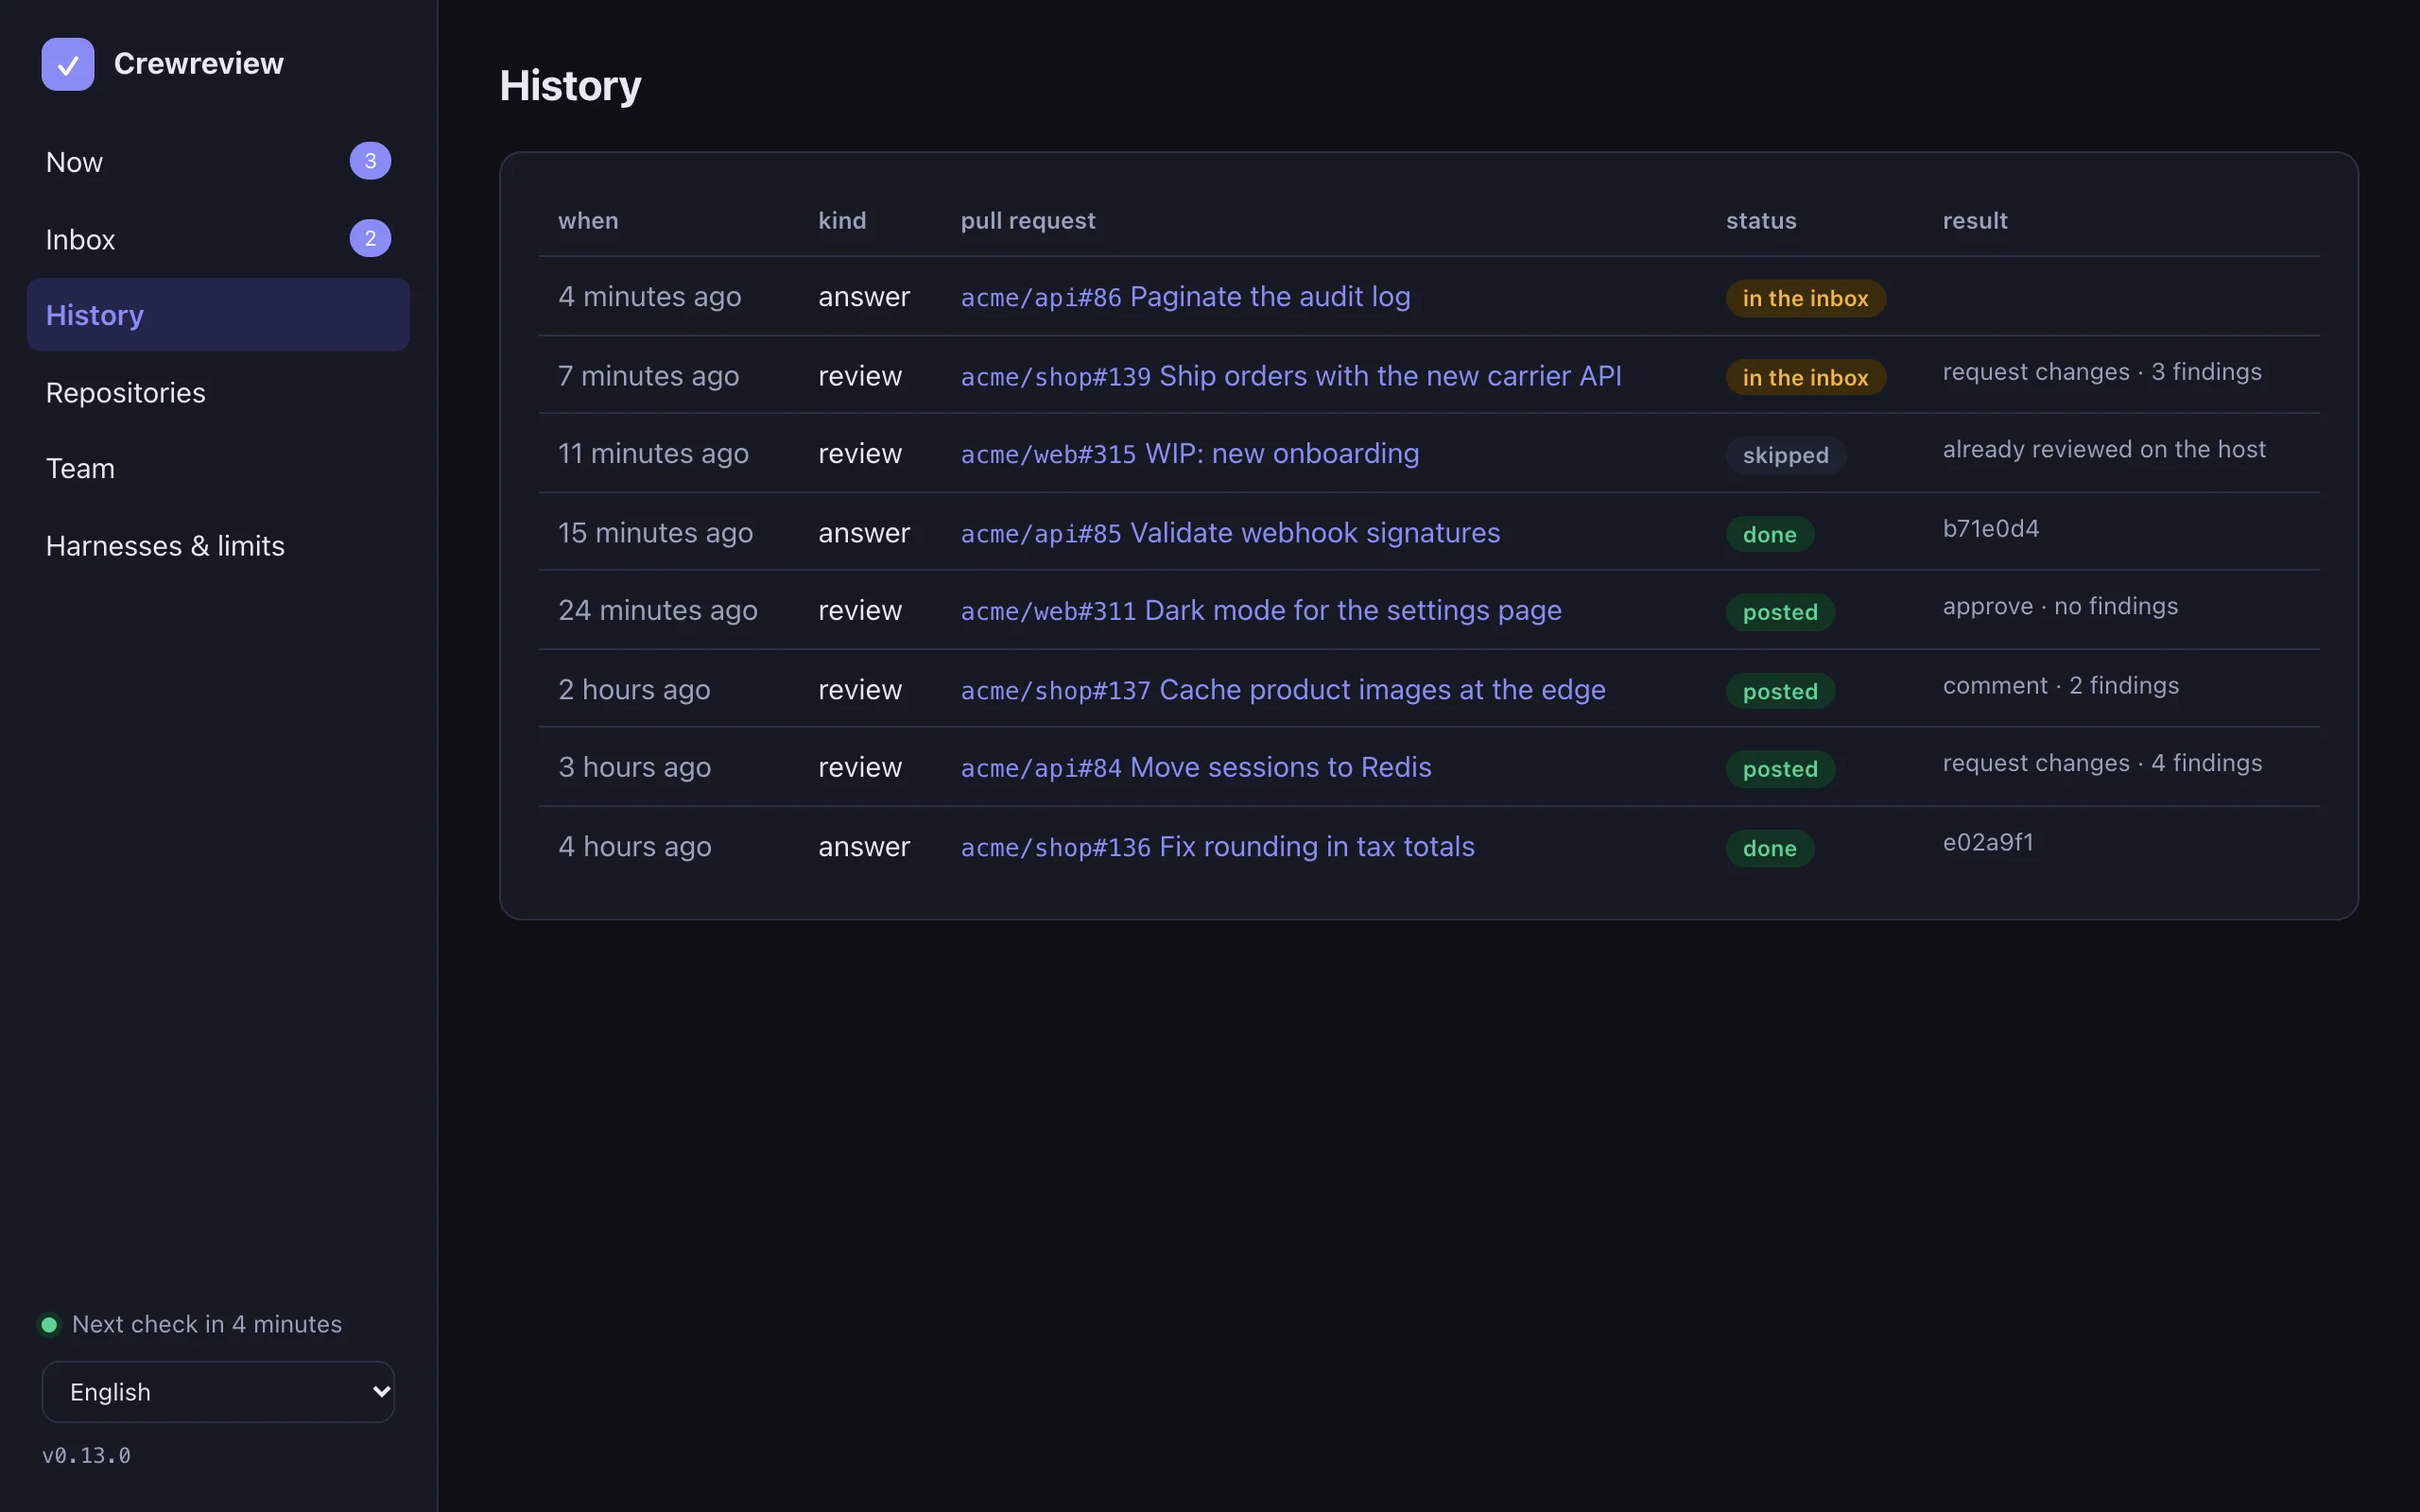 Crewreview
Now 3
Inbox 2
History
Repositories
Team
Harnesses & limits
Next check in 4 minutes
English
v0.13.0
History
when kind pull request status result
4 minutes ago answer acme/api#86 Paginate the audit log in the inbox
7 minutes ago review acme/shop#139 Ship orders with the new carrier API in the inbox request changes · 3 findings
11 minutes ago review acme/web#315 WIP: new onboarding skipped already reviewed on the host
15 minutes ago answer acme/api#85 Validate webhook signatures done b71e0d4
24 minutes ago review acme/web#311 Dark mode for the settings page posted approve · no findings
2 hours ago review acme/shop#137 Cache product images at the edge posted comment · 2 findings
3 hours ago review acme/api#84 Move sessions to Redis posted request changes · 4 findings
4 hours ago answer acme/shop#136 Fix rounding in tax totals done e02a9f1